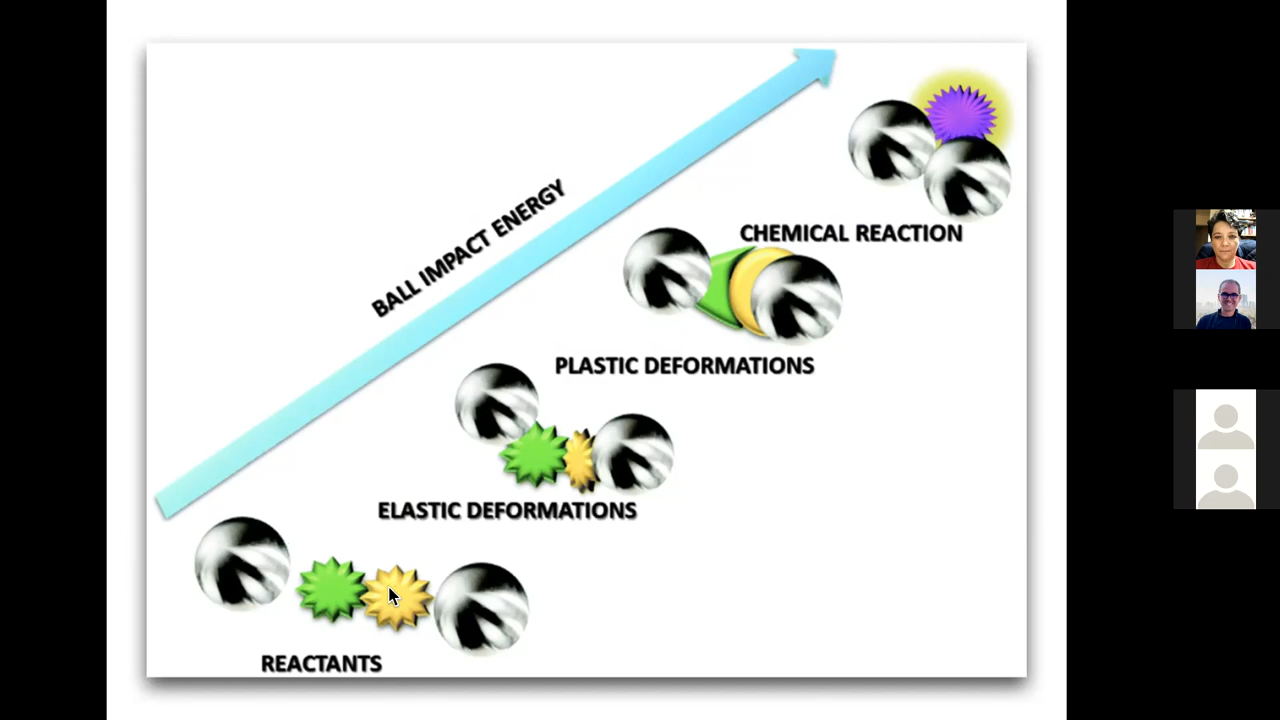 BALL IMPACT ENERGY
CHEMICAL REACTION
PLASTIC DEFORMATIONS
ELASTIC DEFORMATIONS
REACTANTS